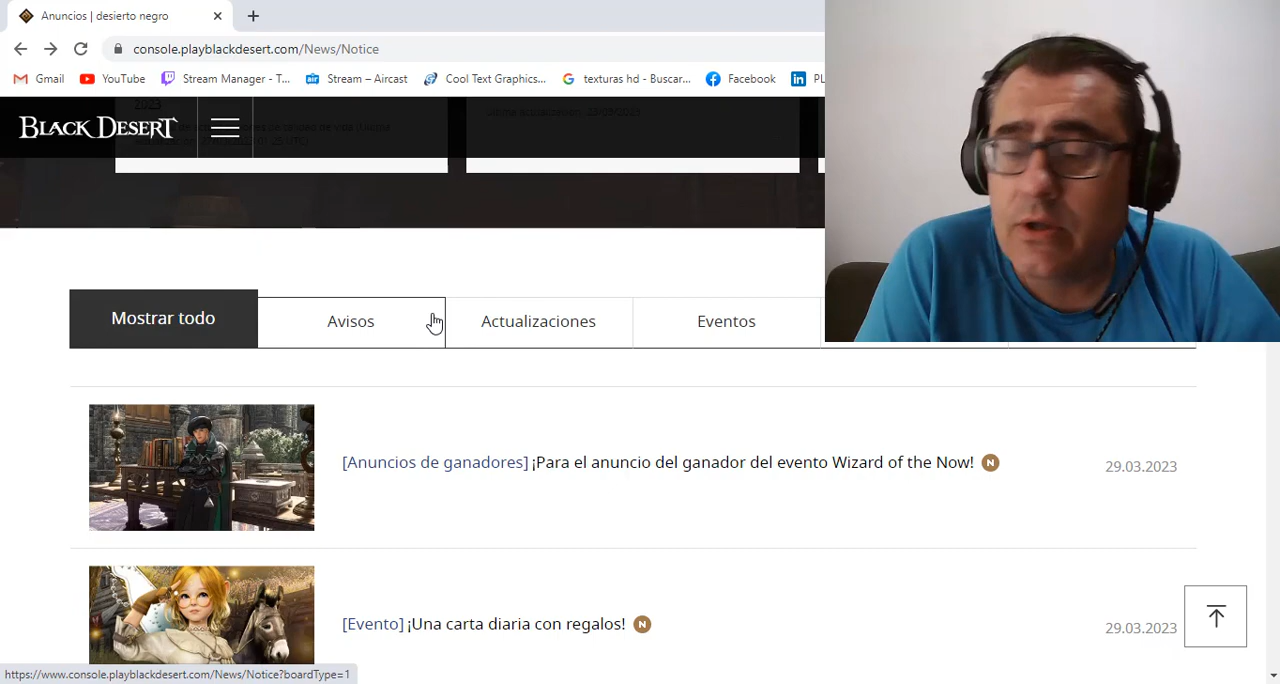 Anuncios | desierto negro
console.playblackdesert.com/News/Notice
Gmail
YouTube
Stream Manager - T...
Stream – Aircast
Cool Text Graphics...
texturas hd - Buscar...
Facebook
PL
2023
BLACK DESERT
Mostrar todo
Avisos
Actualizaciones
Eventos
[Anuncios de ganadores] ¡Para el anuncio del ganador del evento Wizard of the Now! N
29.03.2023
[Evento] ¡Una carta diaria con regalos! N
29.03.2023
https://www.console.playblackdesert.com/News/Notice?boardType=1